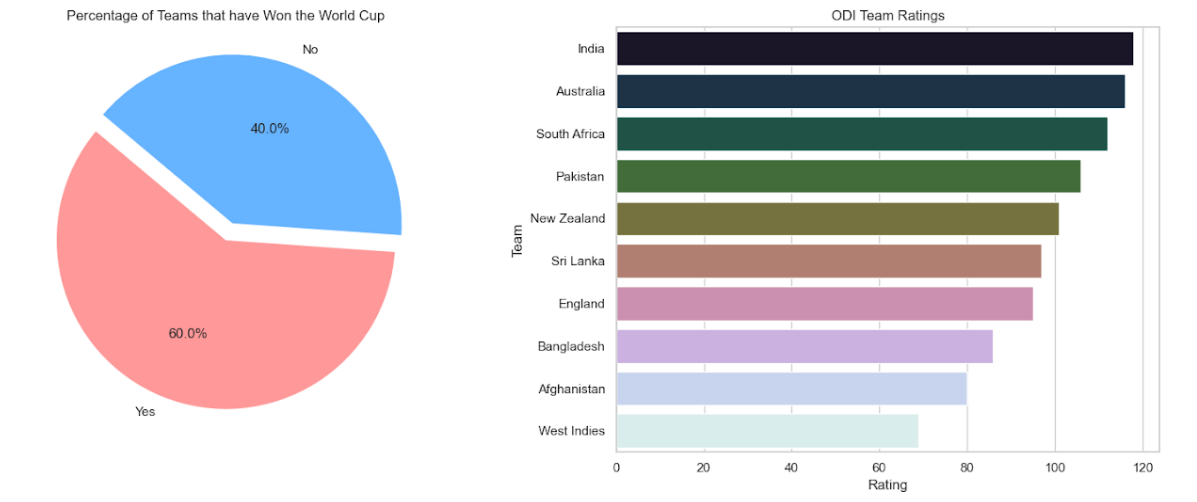 Percentage of Teams that have Won the World Cup
No
40.0%
60.0%
Yes
ODI Team Ratings
Team
India
Australia
South Africa
Pakistan
New Zealand
Sri Lanka
England
Bangladesh
Afghanistan
West Indies
0 20 40 60 80 100 120
Rating